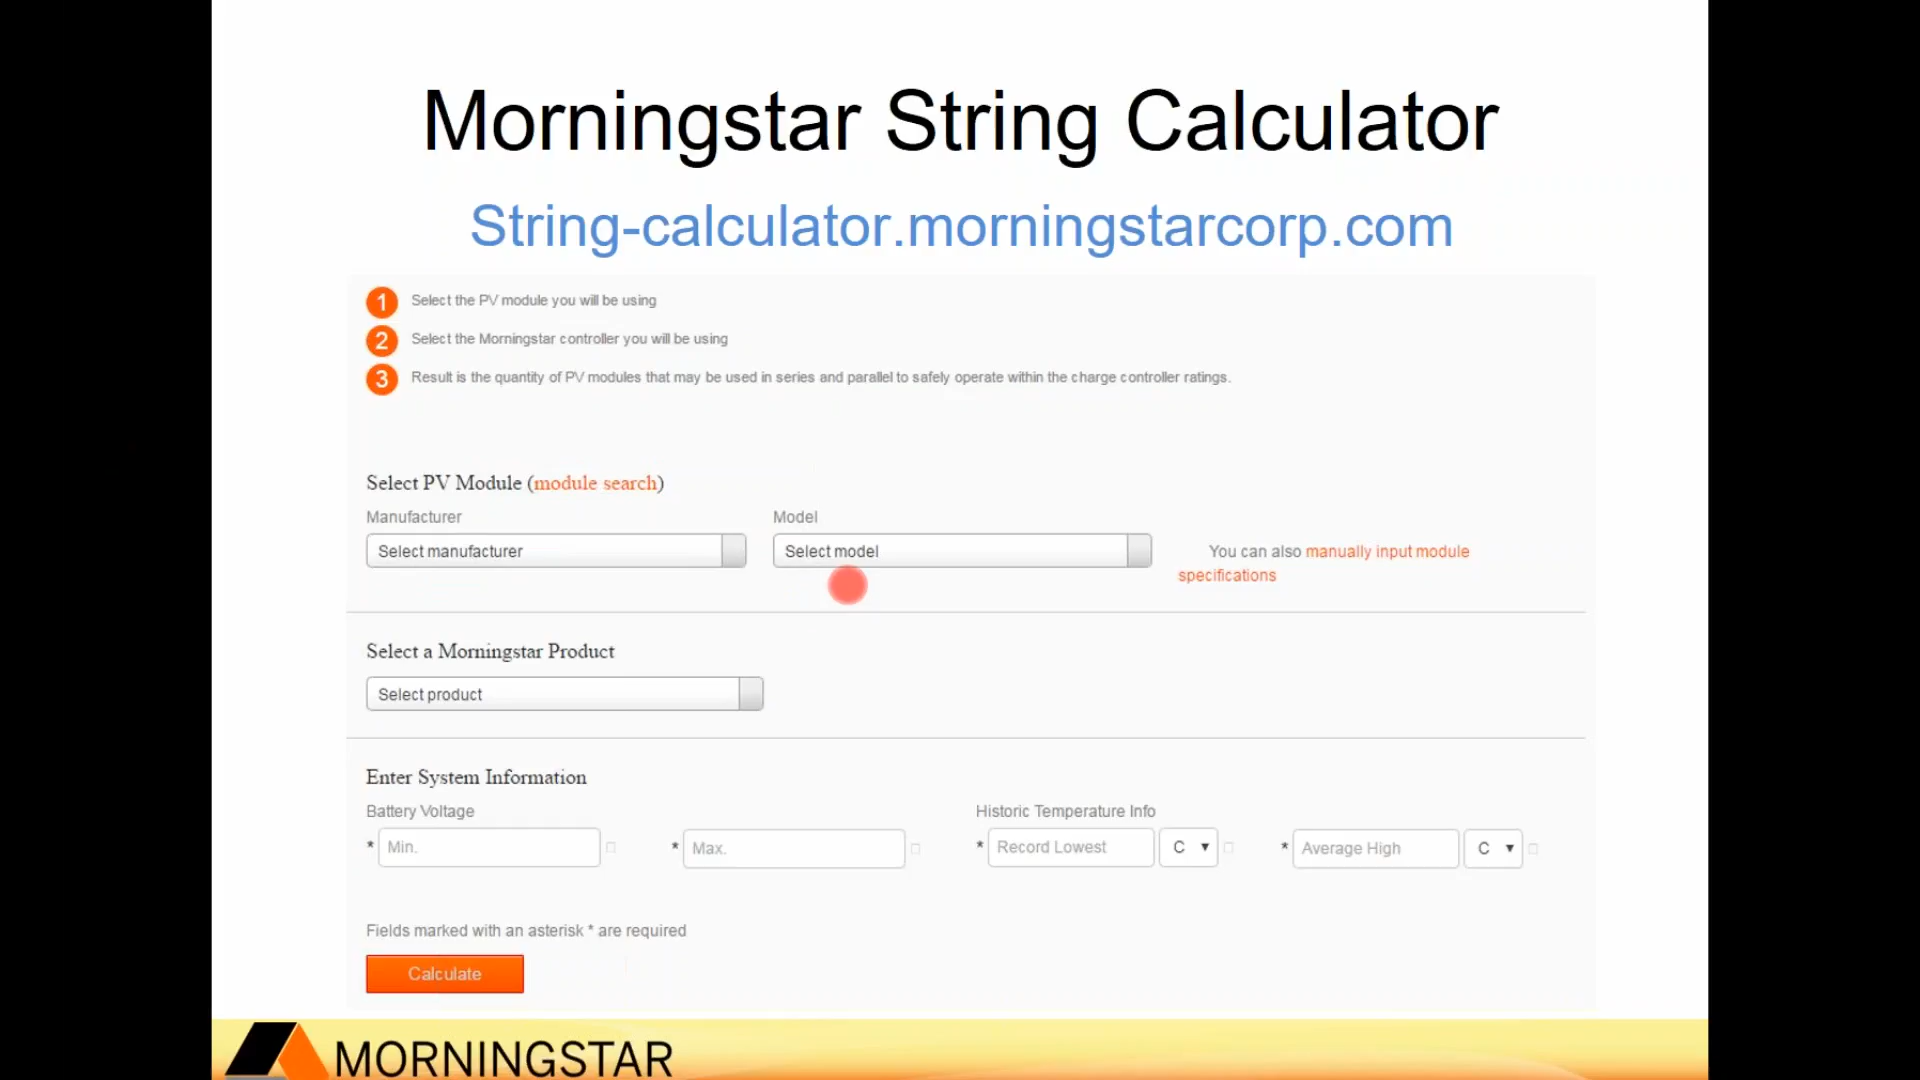 Morningstar String Calculator
String-calculator.morningstarcorp.com
1 Select the PV module you will be using
2 Select the Morningstar controller you will be using
3 Result is the quantity of PV modules that may be used in series and parallel to safely operate within the charge controller ratings.
Select PV Module (module search)
Manufacturer Model
Select manufacturer Select model You can also manually input module
specifications
Select a Morningstar Product
Select product
Enter System Information
Battery Voltage Historic Temperature Info
* Min. * Max. * Record Lowest C ▼ * Average High C ▼
Fields marked with an asterisk * are required
Calculate
MORNINGSTAR